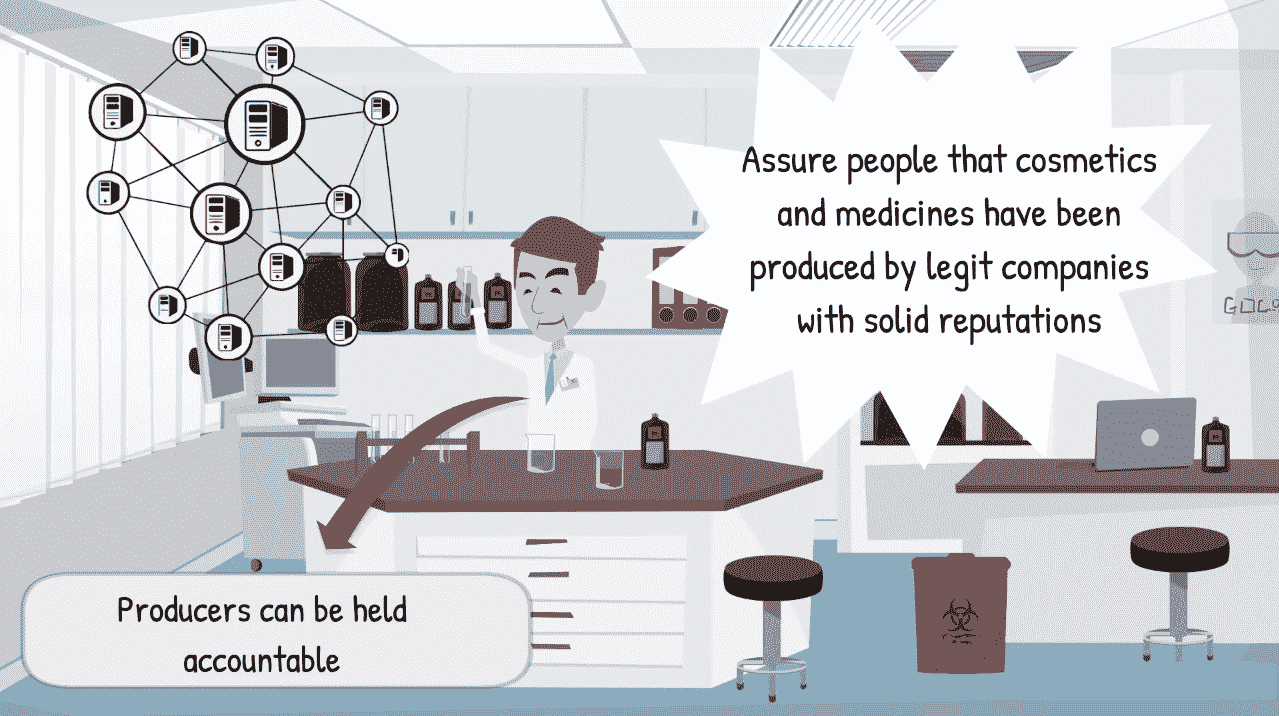 Assure people that cosmetics
and medicines have been
produced by legit companies
with solid reputations
Producers can be held
accountable